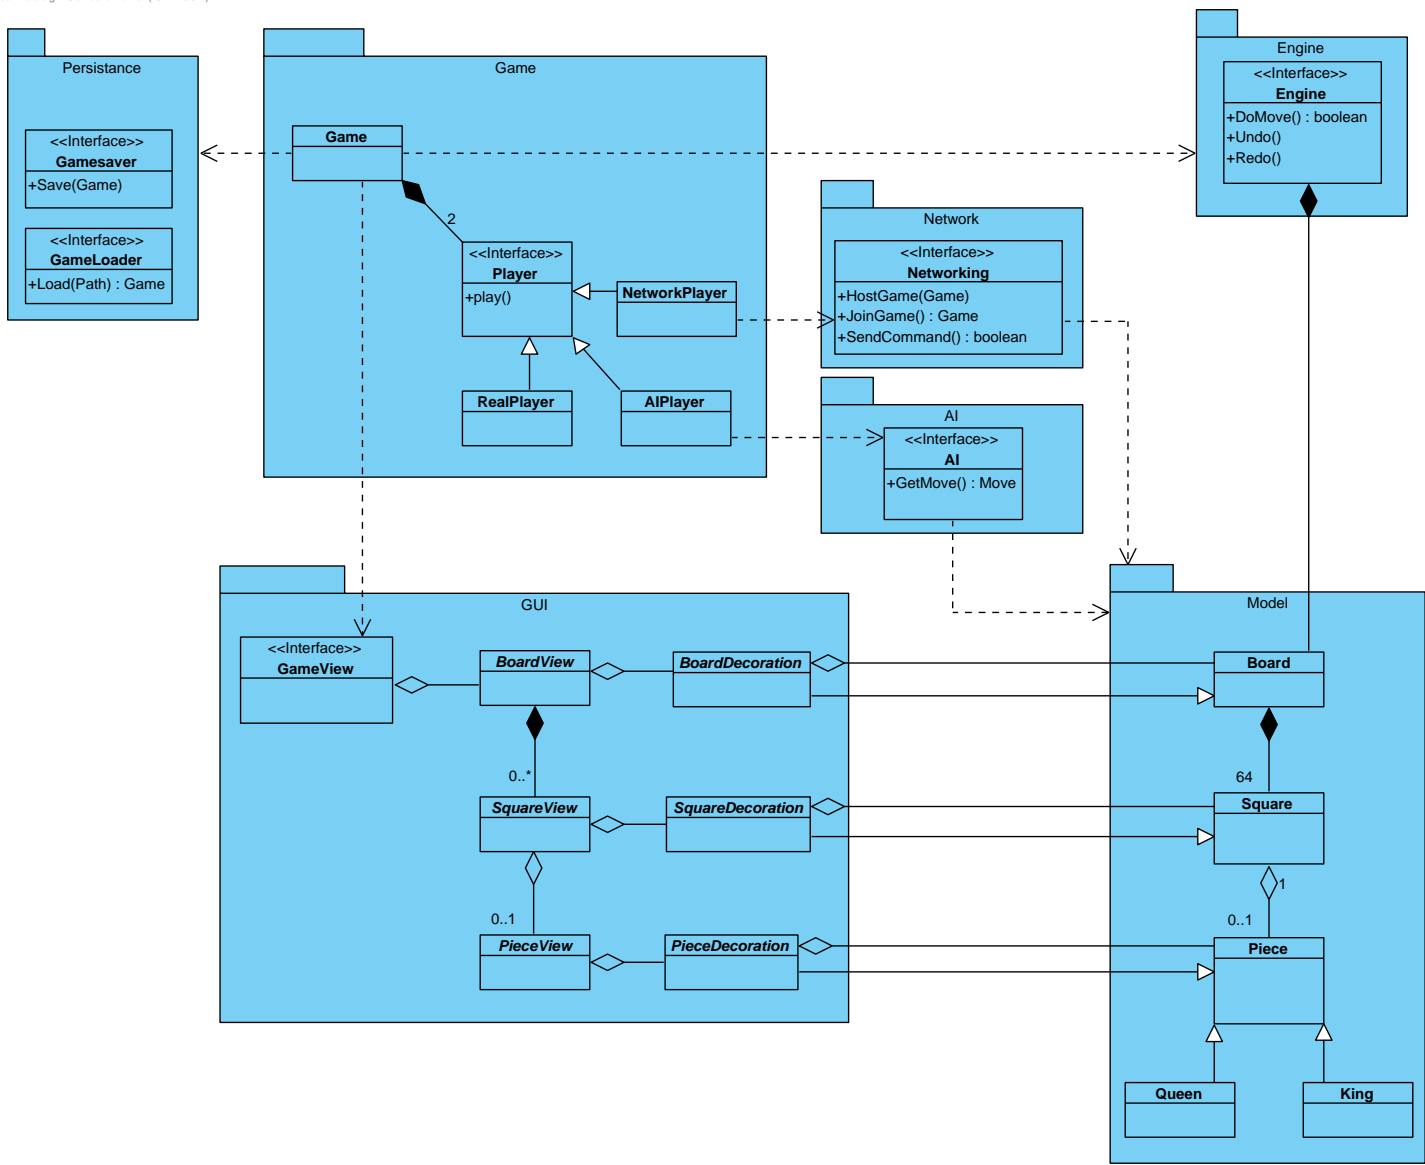 Persistance
<<Interface>>
Gamesaver
+Save(Game)
<<Interface>>
GameLoader
+Load(Path) : Game
Game
Game
2
<<Interface>>
Player
+play()
NetworkPlayer
RealPlayer
AIPlayer
Engine
<<Interface>>
Engine
+DoMove() : boolean
+Undo()
+Redo()
Network
<<Interface>>
Networking
+HostGame(Game)
+JoinGame() : Game
+SendCommand() : boolean
AI
<<Interface>>
AI
+GetMove() : Move
GUI
<<Interface>>
GameView
BoardView
BoardDecoration
0..*
SquareView
SquareDecoration
0..1
PieceView
PieceDecoration
Model
Board
64
Square
1
0..1
Piece
Queen
King